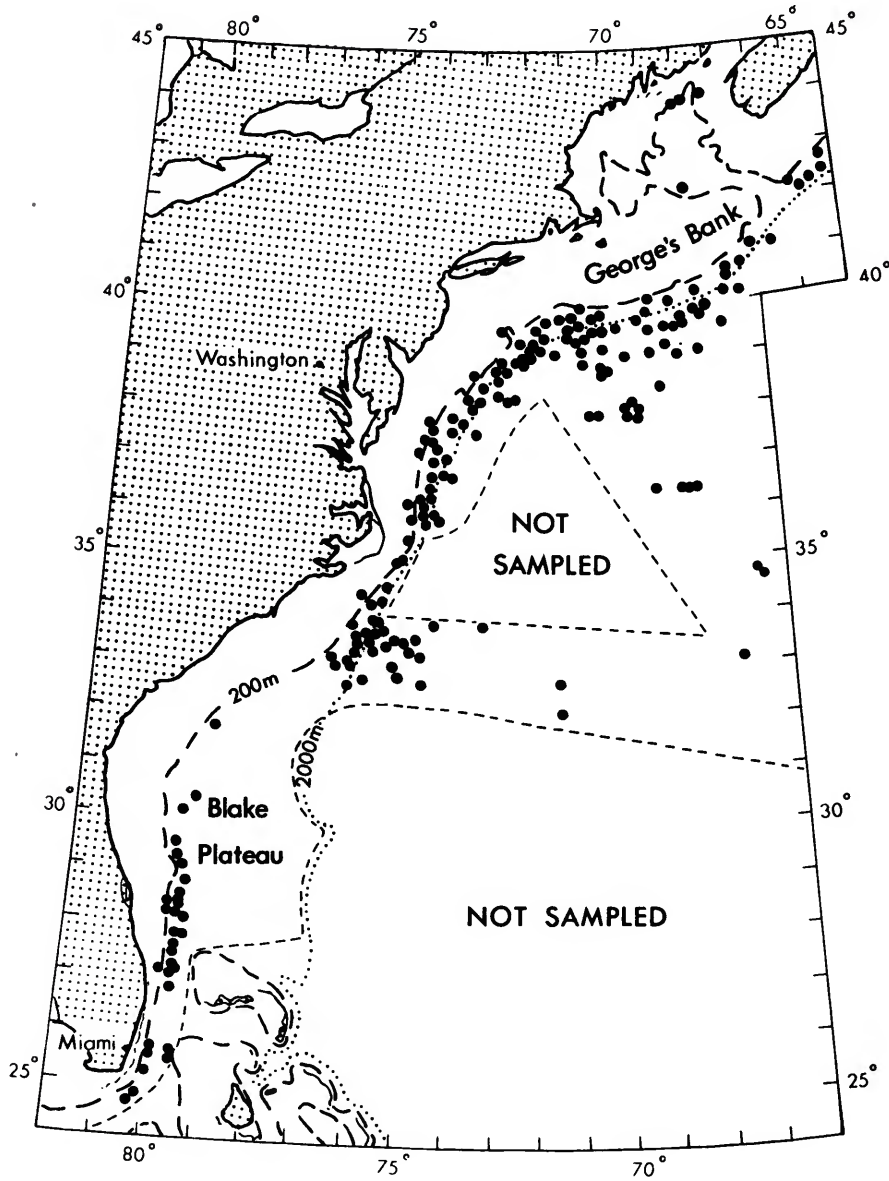 80°
75°
70°
65°
45°
45°
George's Bank
40°
40°
Washington
NOT
SAMPLED
35°
35°
200m
2000m
30°
30°
Blake
Plateau
NOT SAMPLED
Miami
25°
25°
80°
75°
70°